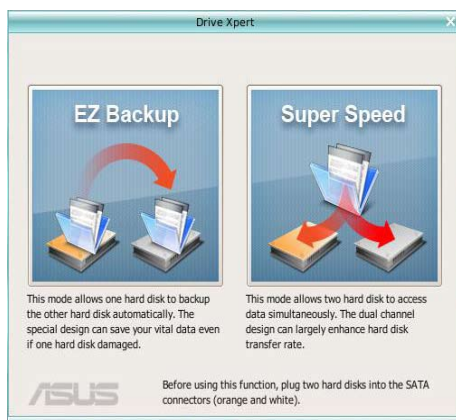 Drive Xpert
EZ Backup
Super Speed
This mode allows one hard disk to backup
the other hard disk automatically. The
special design can save your vital data even
if one hard disk damaged.
This mode allows two hard disk to access
data simultaneously. The dual channel
design can largely enhance hard disk
transfer rate.
ASUS
Before using this function, plug two hard disks into the SATA
connectors (orange and white).